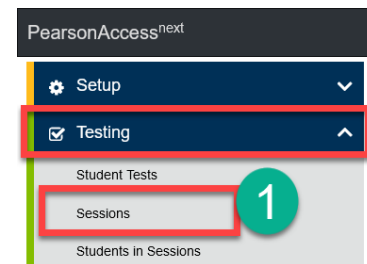 PearsonAccessnext
Setup
Testing
Student Tests
Sessions
1
Students in Sessions